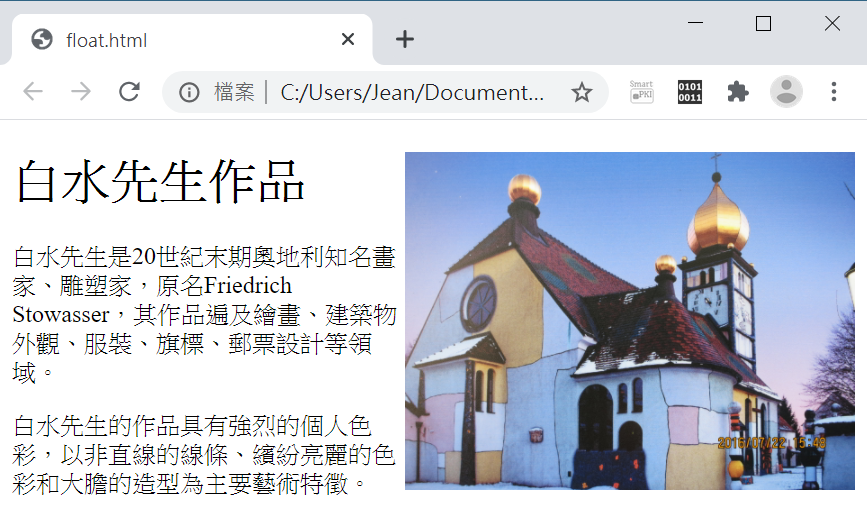 float.html
檔案 | C:/Users/Jean/Document...
Smart
PKI
0101
0011
白水先生作品
白水先生是20世紀末期奧地利知名畫
家、雕塑家，原名Friedrich
Stowasser，其作品遍及繪畫、建築物
外觀、服裝、旗標、郵票設計等領
域。
白水先生的作品具有強烈的個人色
彩，以非直線的線條、繽紛亮麗的色
彩和大膽的造型為主要藝術特徵。
2016/07/22 15:48